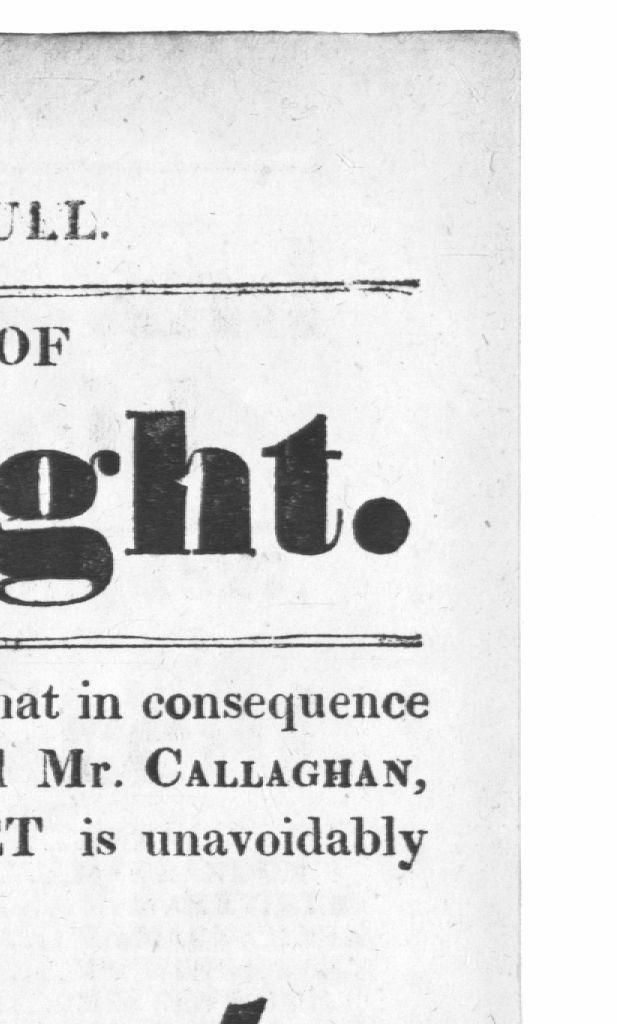 ULL.
OF
ght.
hat in consequence
Mr. CALLAGHAN,
ET is unavoidably